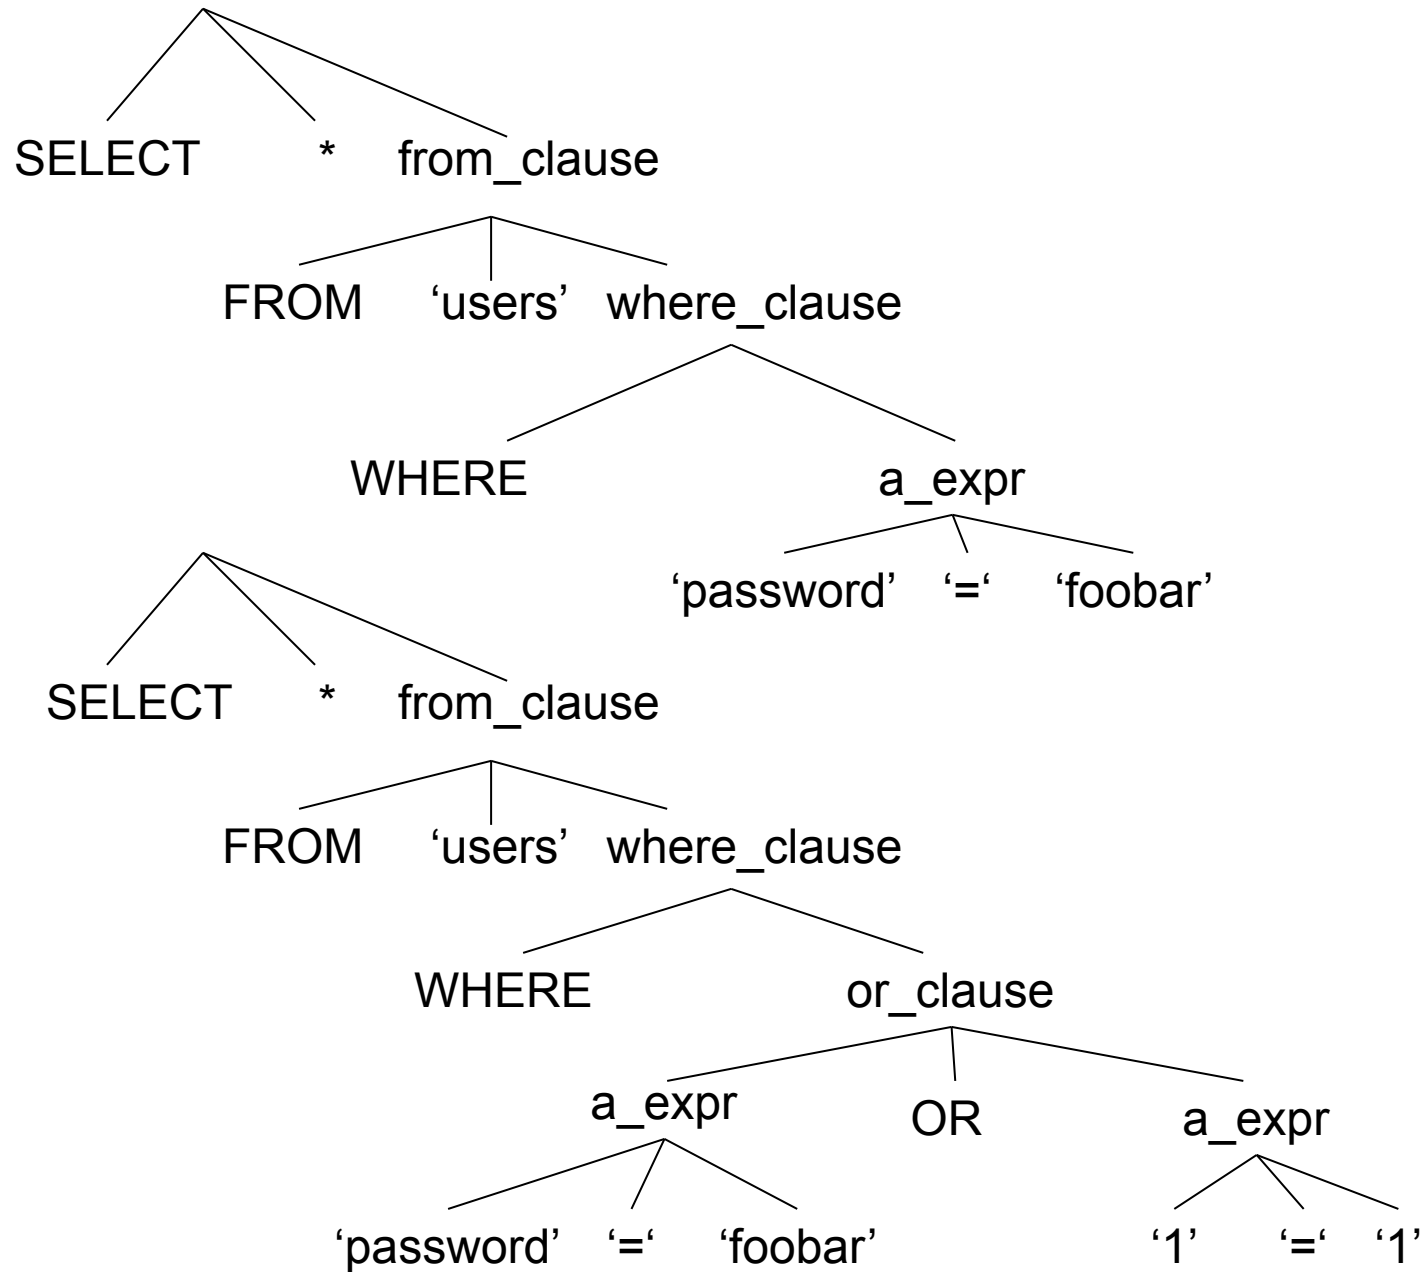 SELECT * from_clause
FROM ‘users’ where_clause
WHERE a_expr
‘password’ ‘=‘ ‘foobar’
SELECT * from_clause
FROM ‘users’ where_clause
WHERE or_clause
a_expr OR a_expr
‘password’ ‘=‘ ‘foobar’ ‘1’ ‘=‘ ‘1’